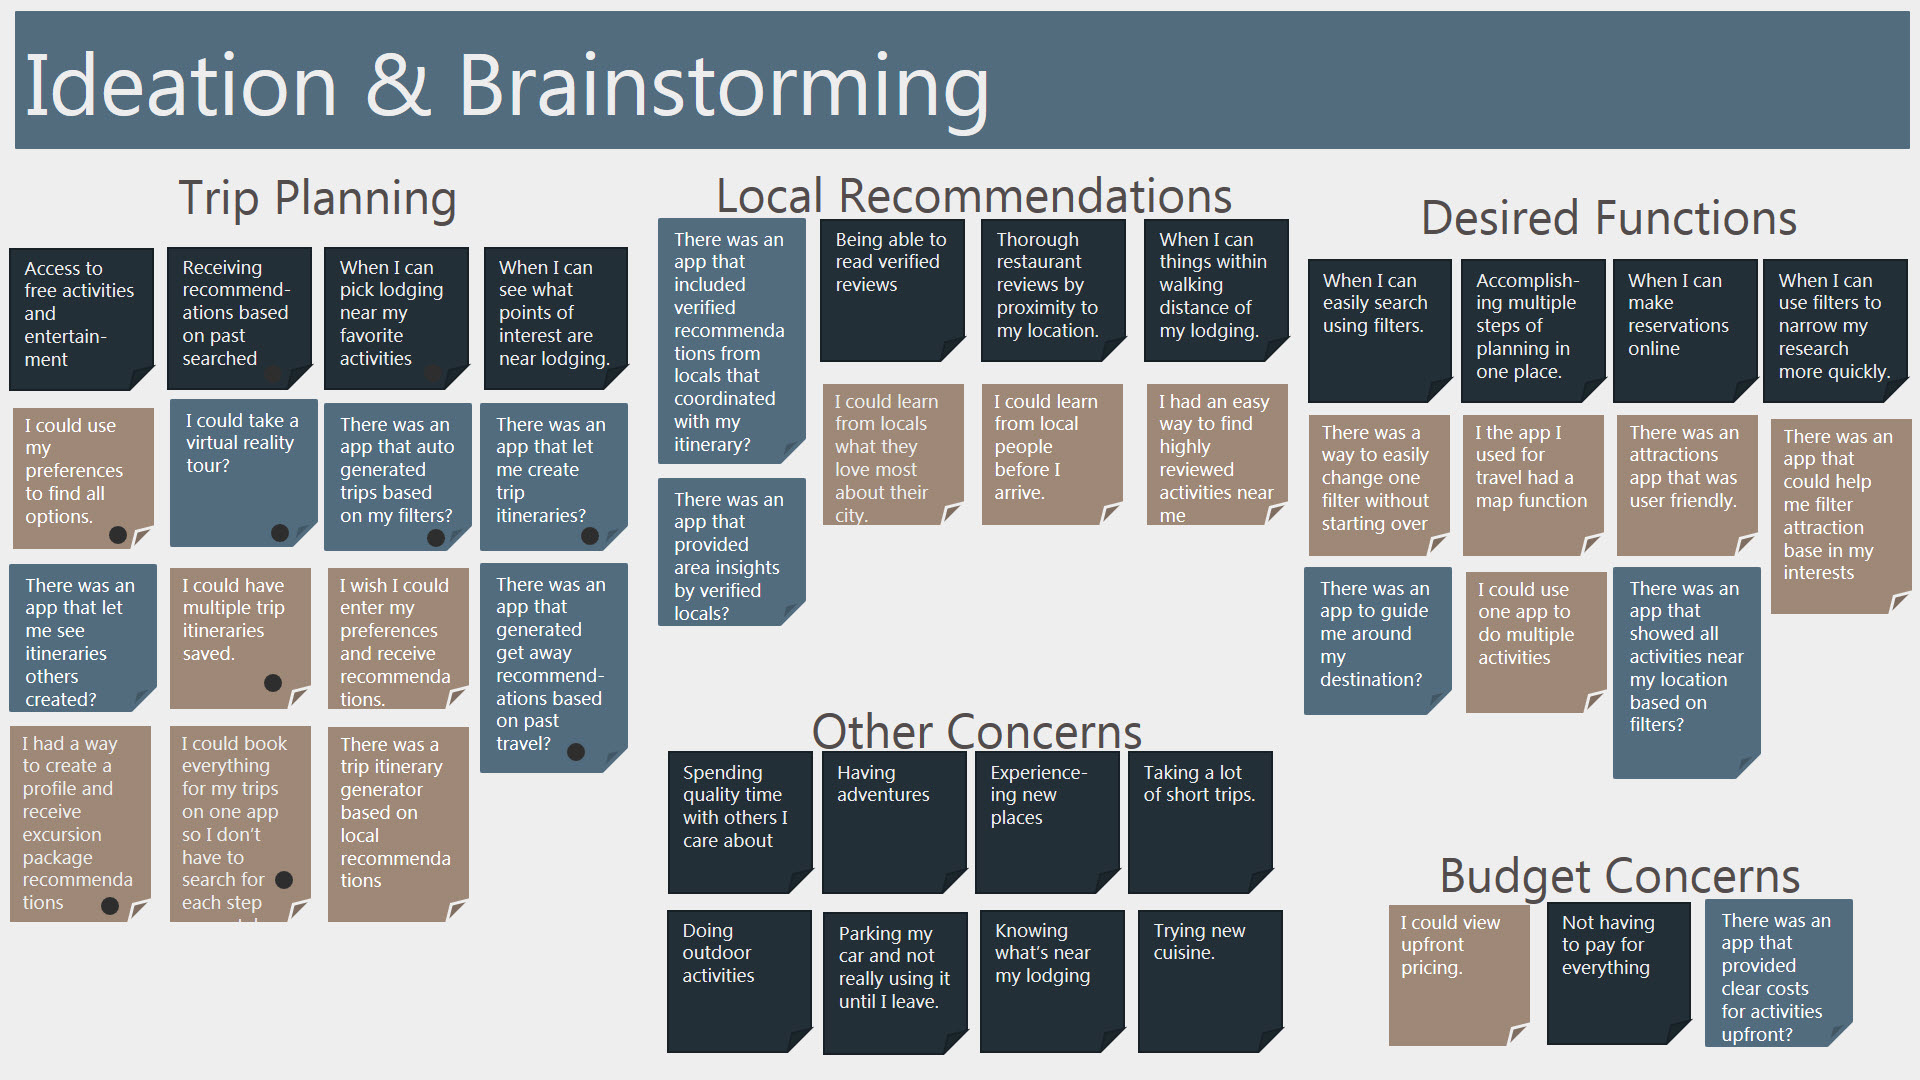 Ideation & Brainstorming
Trip Planning
Access to
free activities
and
entertain-
ment
Receiving
recommend-
ations based
on past
searched
When I can
pick lodging
near my
favorite
activities
When I can
see what
points of
interest are
near lodging.
I could use
my
preferences
to find all
options.
I could take a
virtual reality
tour?
There was an
app that auto
generated
trips based
on my filters?
There was an
app that let
me create
trip
itineraries?
There was an
app that let
me see
itineraries
others
created?
I could have
multiple trip
itineraries
saved.
I wish I could
enter my
preferences
and receive
recommenda
tions.
There was an
app that
generated
get away
recommend-
ations based
on past
travel?
I had a way
to create a
profile and
receive
excursion
package
recommenda
tions
I could book
everything
for my trips
on one app
so I don't
have to
search for
each step
There was a
trip itinerary
generator
based on
local
recommenda
tions
Local Recommendations
There was an
app that
included
verified
recommenda
tions from
locals that
coordinated
with my
itinerary?
Being able to
read verified
reviews
Thorough
restaurant
reviews by
proximity to
my location.
When I can
things within
walking
distance of
my lodging.
I could learn
from locals
what they
love most
about their
city.
I could learn
from local
people
before I
arrive.
I had an easy
way to find
highly
reviewed
activities near
me
There was an
app that
provided
area insights
by verified
locals?
Desired Functions
When I can
easily search
using filters.
Accomplish-
ing multiple
steps of
planning in
one place.
When I can
make
reservations
online
When I can
use filters to
narrow my
research
more quickly.
There was a
way to easily
change one
filter without
starting over
I the app I
used for
travel had a
map function
There was an
attractions
app that was
user friendly.
There was an
app that
could help
me filter
attraction
base in my
interests
There was an
app to guide
me around
my
destination?
I could use
one app to
do multiple
activities
There was an
app that
showed all
activities near
my location
based on
filters?
Other Concerns
Spending
quality time
with others I
care about
Having
adventures
Experience-
ing new
places
Taking a lot
of short trips.
Doing
outdoor
activities
Parking my
car and not
really using it
until I leave.
Knowing
what's near
my lodging
Trying new
cuisine.
Budget Concerns
I could view
upfront
pricing.
Not having
to pay for
everything
There was an
app that
provided
clear costs
for activities
upfront?